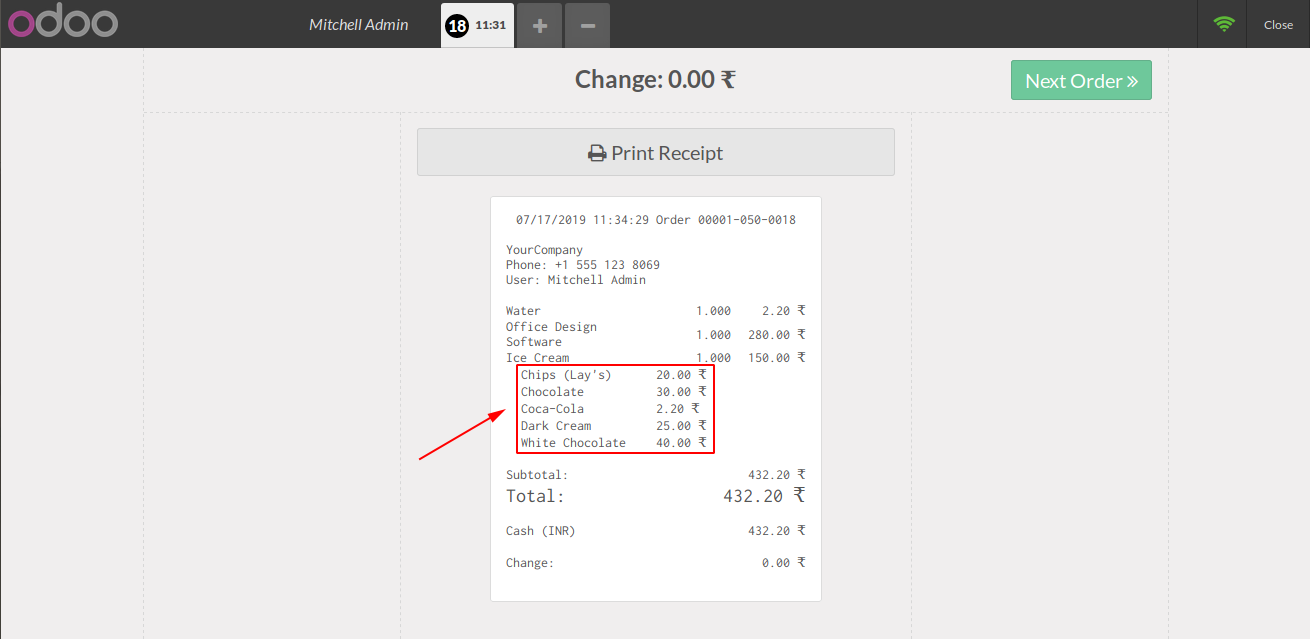 odoo
Mitchell Admin 18 11:31 + − Close
Change: 0.00 ₹
Next Order »
Print Receipt
07/17/2019 11:34:29 Order 00001-050-0018
YourCompany
Phone: +1 555 123 8069
User: Mitchell Admin
Water 1.000 2.20 ₹
Office Design
Software 1.000 280.00 ₹
Ice Cream 1.000 150.00 ₹
Chips (Lay's) 20.00 ₹
Chocolate 30.00 ₹
Coca-Cola 2.20 ₹
Dark Cream 25.00 ₹
White Chocolate 40.00 ₹
Subtotal: 432.20 ₹
Total: 432.20 ₹
Cash (INR) 432.20 ₹
Change: 0.00 ₹